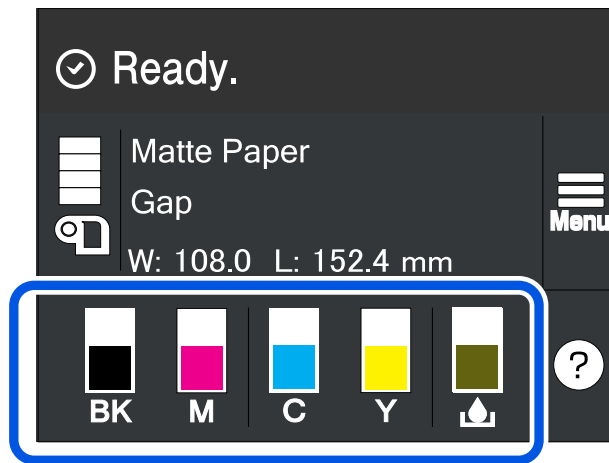 Ready.
Matte Paper
Gap
W: 108.0 L: 152.4 mm
Menu
BK M C Y
?